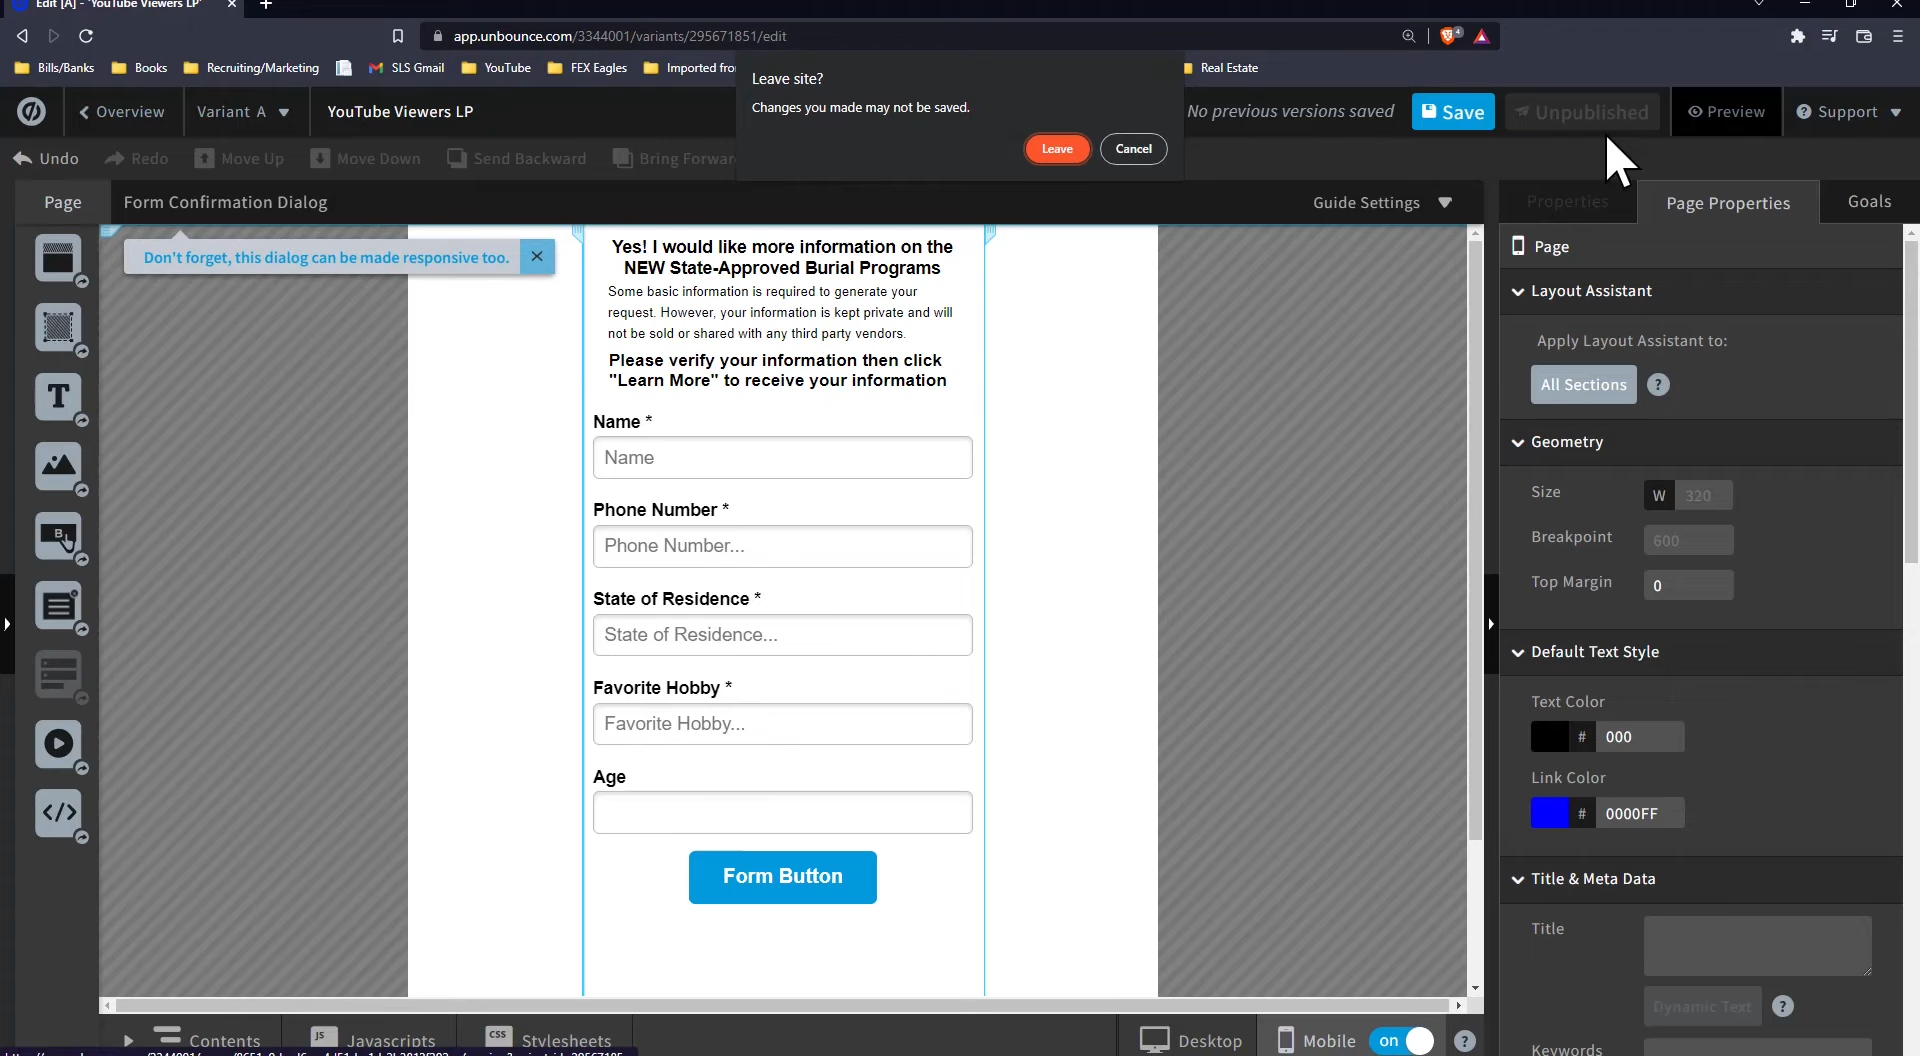 Edit [A] - 'YouTube Viewers LP'
app.unbounce.com/3344001/variants/295671851/edit
4
Bills/Banks
Books
Recruiting/Marketing
SLS Gmail
YouTube
FEX Eagles
Imported fro
Real Estate
Leave site?
Changes you made may not be saved.
Leave
Cancel
Overview
Variant A
YouTube Viewers LP
No previous versions saved
Save
Unpublished
Preview
Support
Undo
Redo
Move Up
Move Down
Send Backward
Bring Forwar
Page
Form Confirmation Dialog
Guide Settings
Properties
Page Properties
Goals
Don't forget, this dialog can be made responsive too.
Yes! I would like more information on the
NEW State-Approved Burial Programs
Some basic information is required to generate your
request. However, your information is kept private and will
not be sold or shared with any third party vendors.
Please verify your information then click
"Learn More" to receive your information
Name *
Name
Phone Number *
Phone Number...
State of Residence *
State of Residence...
Favorite Hobby *
Favorite Hobby...
Age
Form Button
T
B
Page
Layout Assistant
Apply Layout Assistant to:
All Sections
?
Geometry
Size
W 320
Breakpoint
600
Top Margin
0
Default Text Style
Text Color
# 000
Link Color
# 0000FF
Title & Meta Data
Title
Dynamic Text
?
Keywords
Contents
JS Javascripts
CSS Stylesheets
Desktop
Mobile
on
?